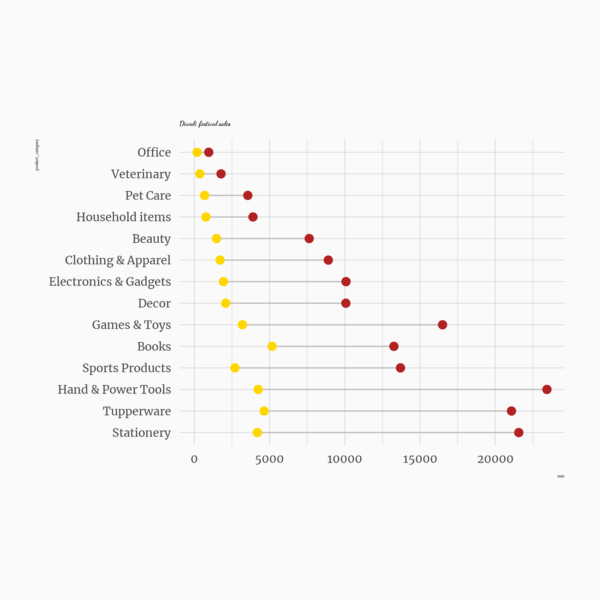 Diwali festival sales
product_category
Office
Veterinary
Pet Care
Household items
Beauty
Clothing & Apparel
Electronics & Gadgets
Decor
Games & Toys
Books
Sports Products
Hand & Power Tools
Tupperware
Stationery
0 5000 10000 15000 20000